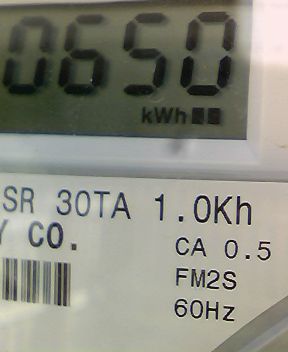 0650
kWh
SR 30TA 1.0Kh
Y CO.
CA 0.5
FM2S
60Hz